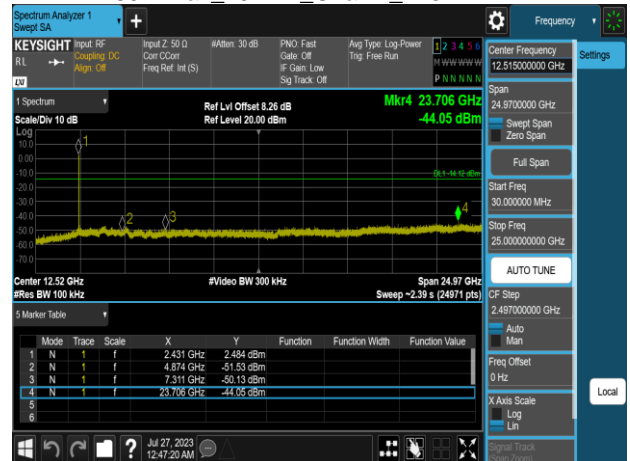 Spectrum Analyzer 1
Swept SA
+
Frequency
KEYSIGHT Input: RF Input Z: 50 Ω #Atten: 30 dB PNO: Fast Avg Type: Log-Power 1 2 3 4 5 6
RL Coupling: DC Corr CCorr Gate: Off Trig: Free Run M W W W W W
Align: Off Freq Ref: Int (S) IF Gain: Low
Sig Track: Off P N N N N N
LXI
Center Frequency
12.515000000 GHz
Settings
Span
24.9700000 GHz
Swept Span
Zero Span
Full Span
Start Freq
30.000000 MHz
Stop Freq
25.000000000 GHz
AUTO TUNE
CF Step
2.497000000 GHz
Auto
Man
Freq Offset
0 Hz
X Axis Scale
Log
Lin
Signal Track
(Span Zoom)
Local
1 Spectrum
Scale/Div 10 dB
Ref Lvl Offset 8.26 dB
Ref Level 20.00 dBm
Mkr4 23.706 GHz
-44.05 dBm
Log
10.0
0.00
-10.0
-20.0
-30.0
-40.0
-50.0
-60.0
-70.0
1
2
3
4
DL1 -14.12 dBm
Center 12.52 GHz #Video BW 300 kHz Span 24.97 GHz
#Res BW 100 kHz Sweep ~2.39 s (24971 pts)
5 Marker Table
Mode Trace Scale X Y Function Function Width Function Value
1 N 1 f 2.431 GHz 2.484 dBm
2 N 1 f 4.874 GHz -51.53 dBm
3 N 1 f 7.311 GHz -50.13 dBm
4 N 1 f 23.706 GHz -44.05 dBm
5
6
?
Jul 27, 2023
12:47:20 AM